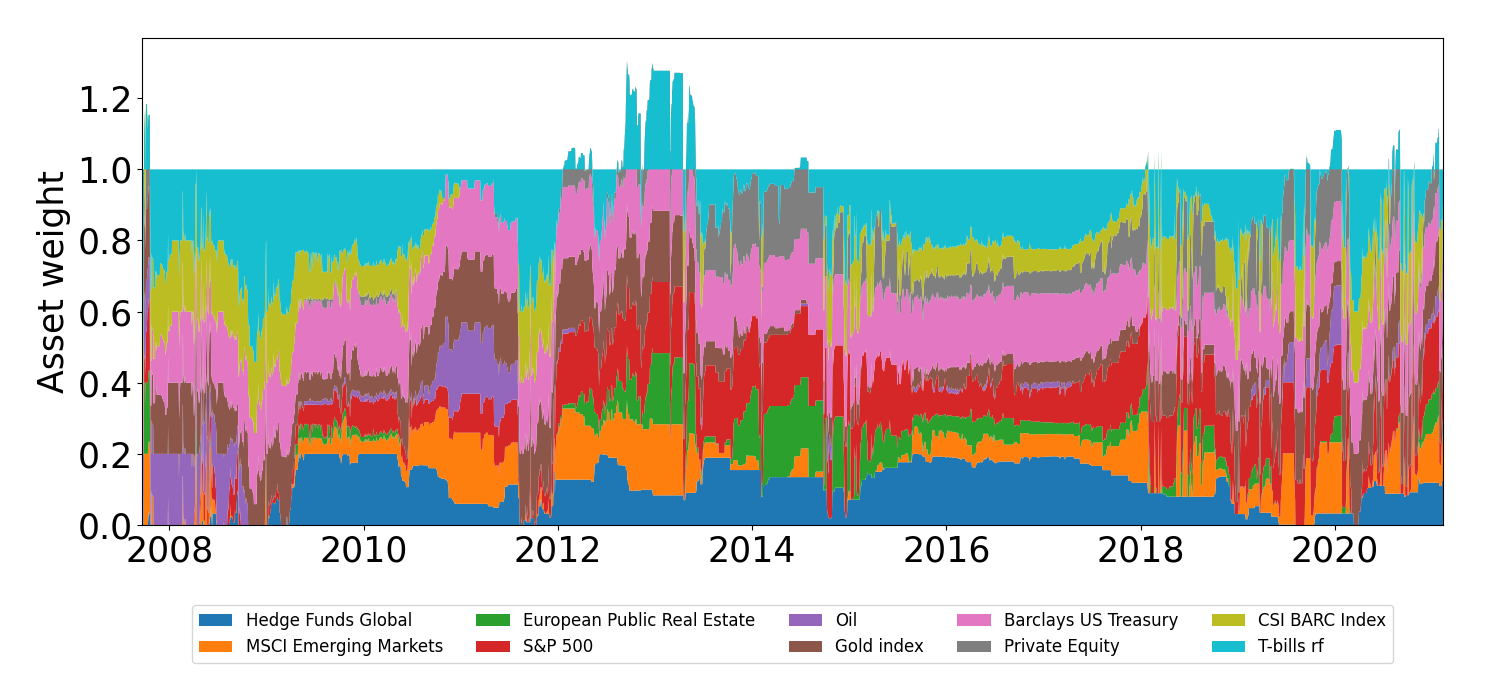 Asset weight
1.2
1.0
0.8
0.6
0.4
0.2
0.0
2008 2010 2012 2014 2016 2018 2020
Hedge Funds Global European Public Real Estate Oil Barclays US Treasury CSI BARC Index
MSCI Emerging Markets S&P 500 Gold index Private Equity T-bills rf